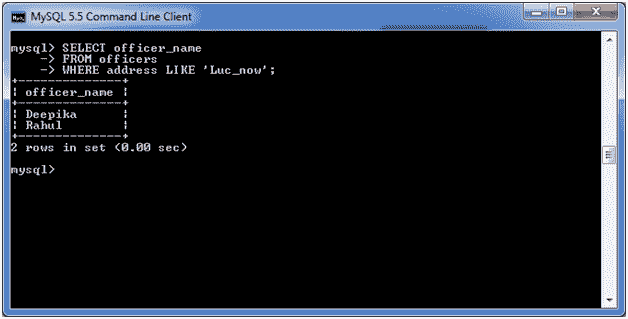 MySQL 5.5 Command Line Client
mysql> SELECT officer_name
    -> FROM officers
    -> WHERE address LIKE 'Luc_now';
+--------------+
| officer_name |
+--------------+
| Deepika      |
| Rahul        |
+--------------+
2 rows in set (0.00 sec)
mysql>